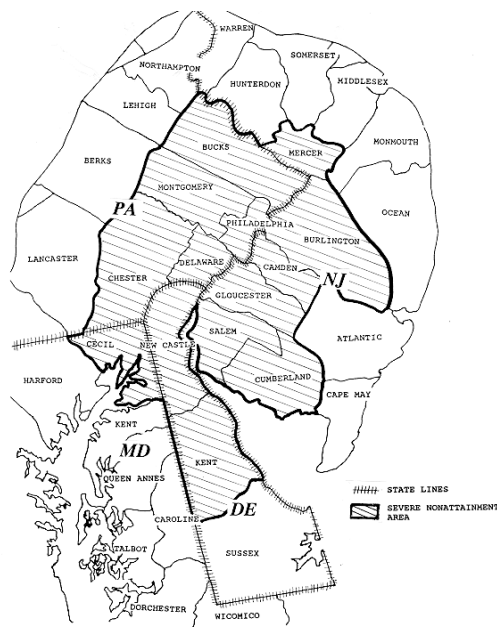 WARREN
SOMERSET
NORTHAMPTON
HUNTERDON
MIDDLESEX
LEHIGH
BUCKS
MERCER
MONMOUTH
BERKS
MONTGOMERY
PA
OCEAN
PHILADELPHIA
BURLINGTON
LANCASTER
DELAWARE
CAMDEN
CHESTER
NJ
GLOUCESTER
SALEM
ATLANTIC
CECIL
NEW CASTLE
HARFORD
CUMBERLAND
CAPE MAY
KENT
MD
KENT
QUEEN ANNES
STATE LINES
DE
SEVERE NONATTAINMENT
AREA
CAROLINE
TALBOT
SUSSEX
DORCHESTER
WICOMICO